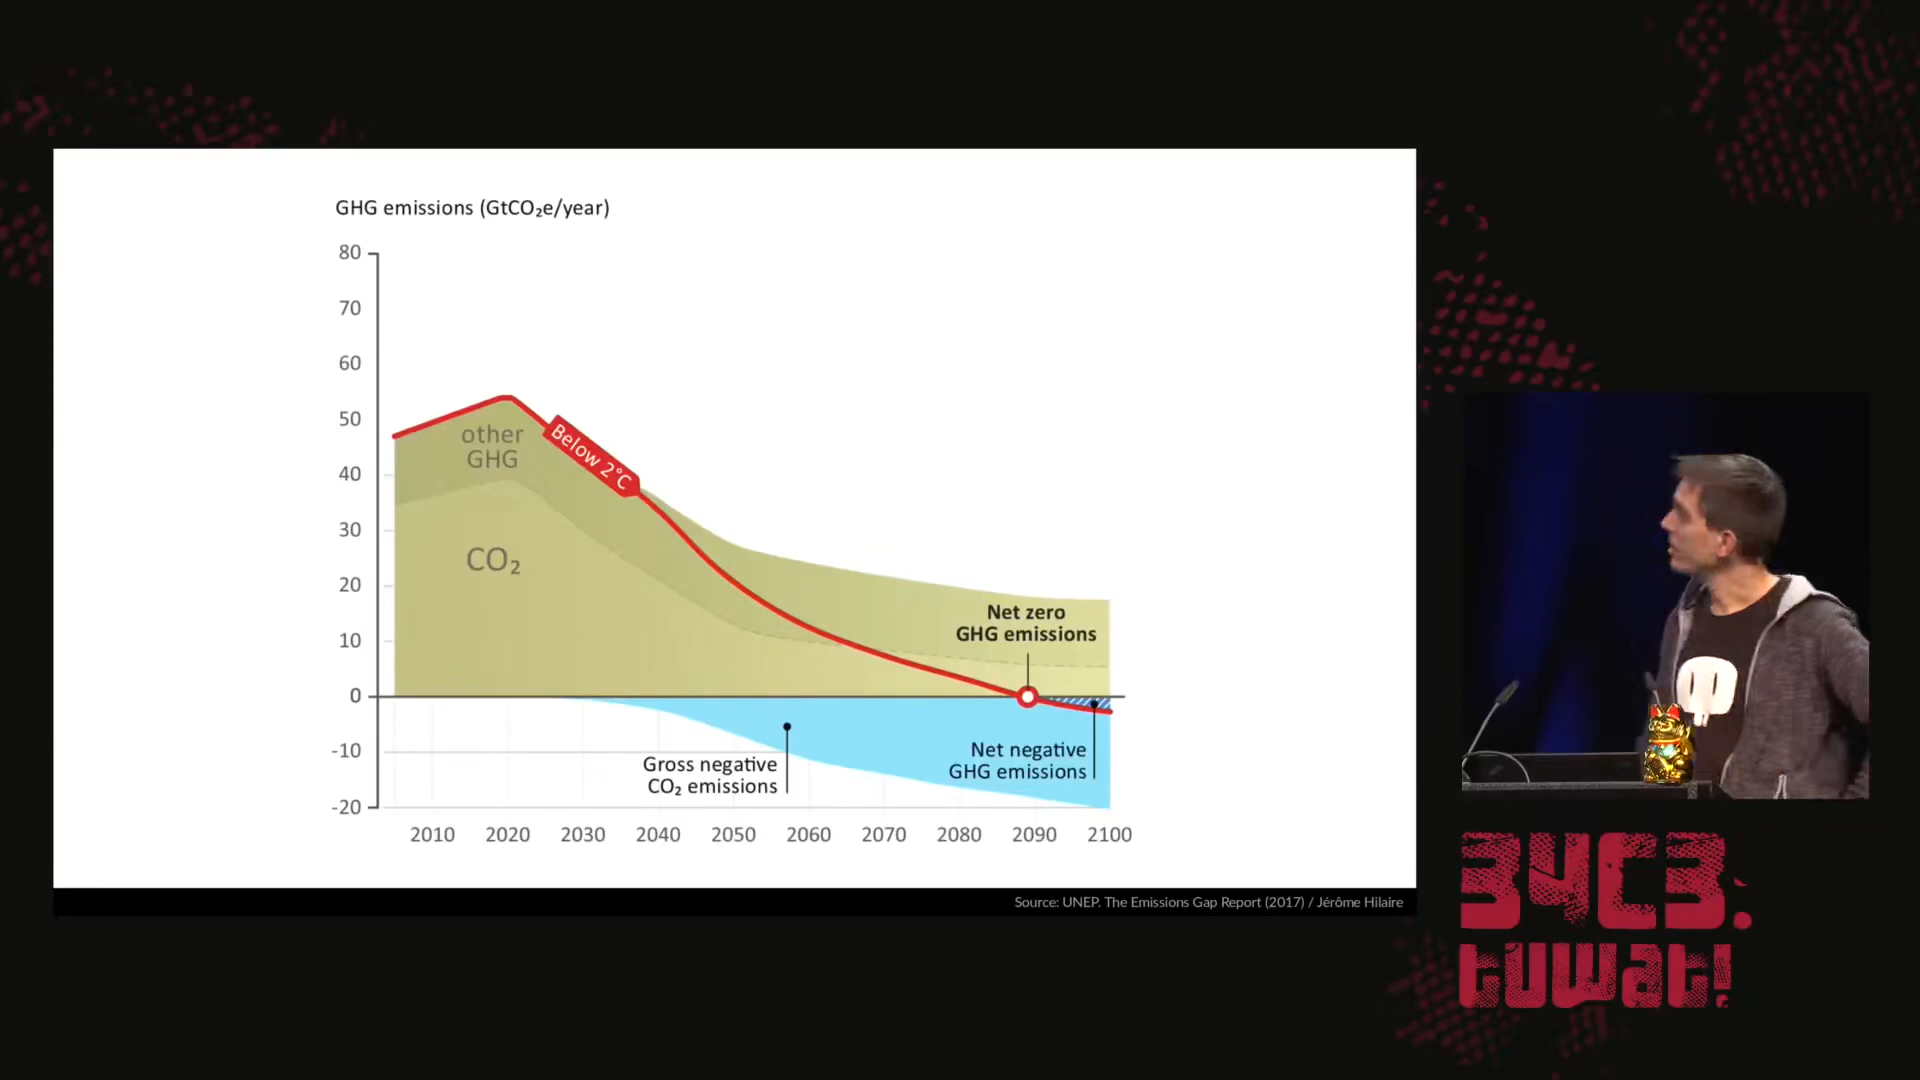 GHG emissions (GtCO₂e/year)
80
70
60
50
40
30
20
10
0
-10
-20
other
GHG
CO₂
Below 2°C
Net zero
GHG emissions
Gross negative
CO₂ emissions
Net negative
GHG emissions
2010 2020 2030 2040 2050 2060 2070 2080 2090 2100
Source: UNEP. The Emissions Gap Report (2017) / Jérôme Hilaire
34C3.
tuwat!